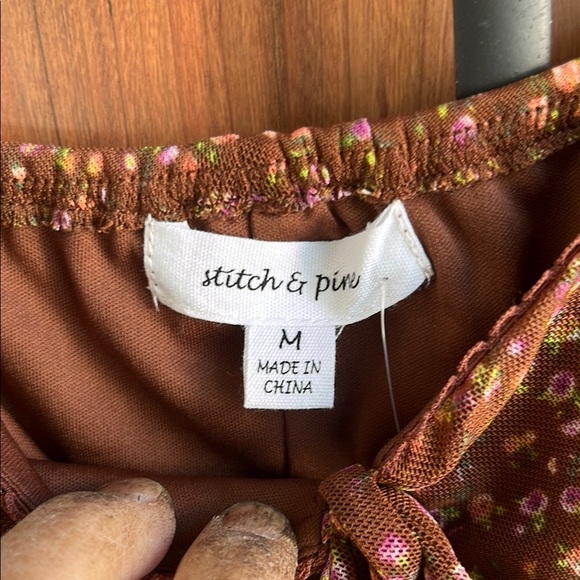 stitch & pine
M
MADE IN
CHINA